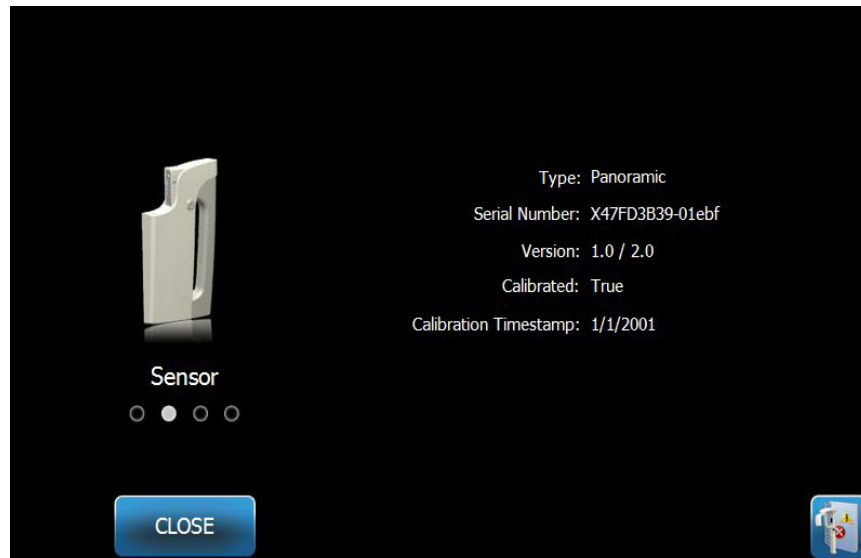 Type: Panoramic
Serial Number: X47FD3B39-01ebf
Version: 1.0 / 2.0
Calibrated: True
Calibration Timestamp: 1/1/2001
Sensor
CLOSE